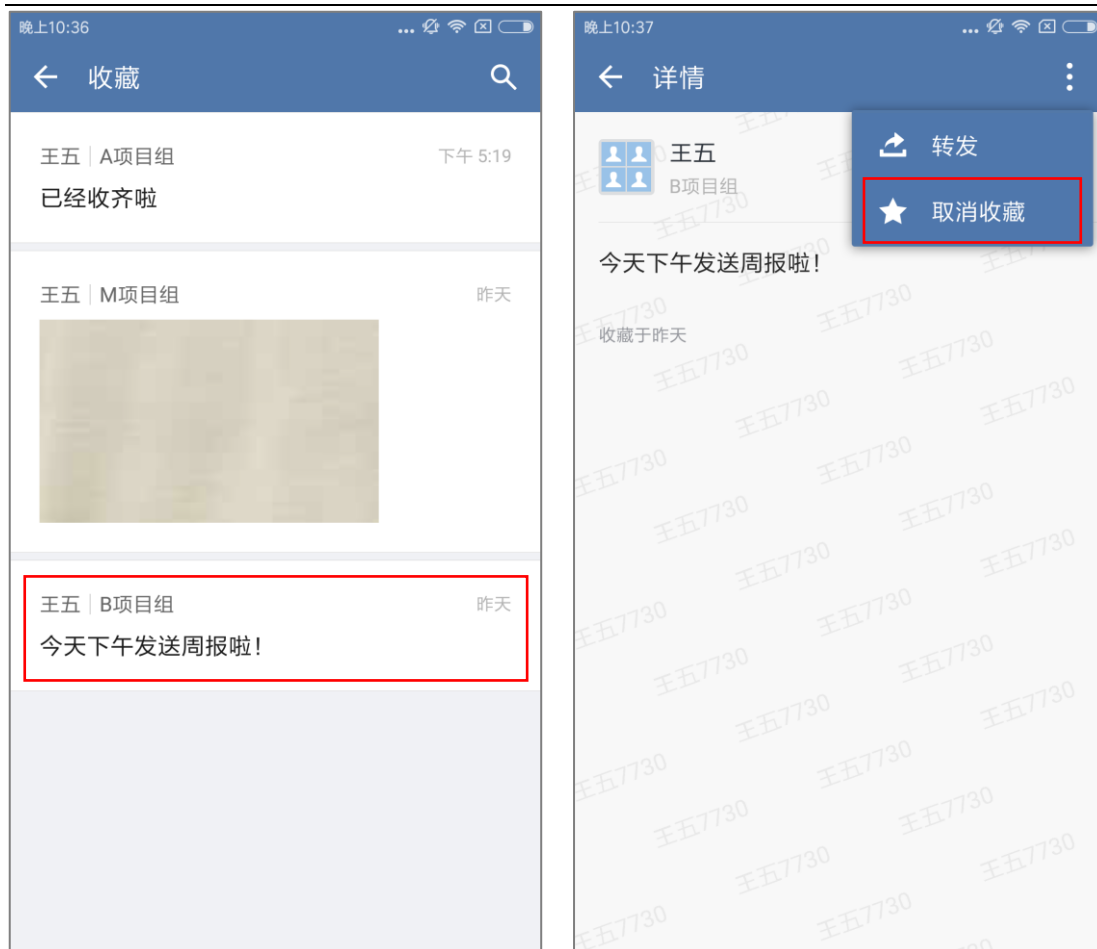 晚上10:36
收藏
王五 A项目组 下午 5:19
已经收齐啦
王五 M项目组 昨天
王五 B项目组 昨天
今天下午发送周报啦！
晚上10:37
详情
转发
取消收藏
王五
B项目组
今天下午发送周报啦！
收藏于昨天
王五7730